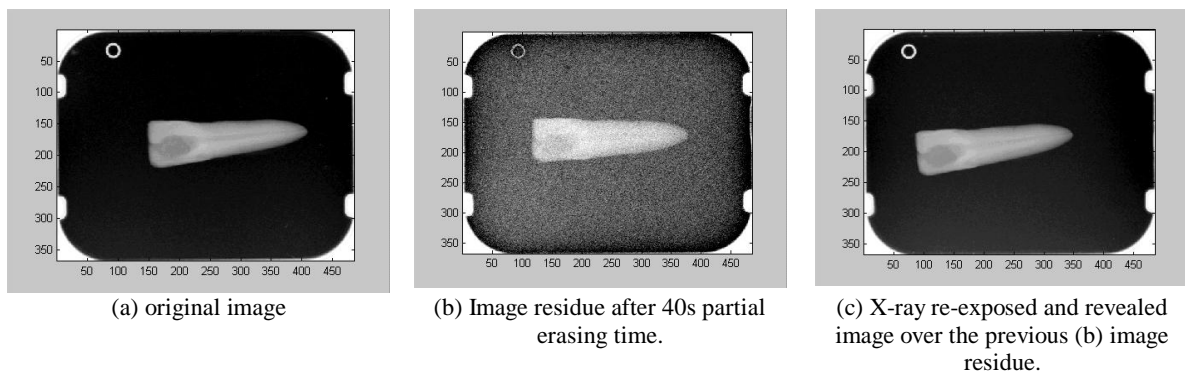 50
100
150
200
250
300
350
50 100 150 200 250 300 350 400 450
(a) original image
50
100
150
200
250
300
350
50 100 150 200 250 300 350 400 450
(b) Image residue after 40s partial
erasing time.
50
100
150
200
250
300
350
50 100 150 200 250 300 350 400 450
(c) X-ray re-exposed and revealed
image over the previous (b) image
residue.